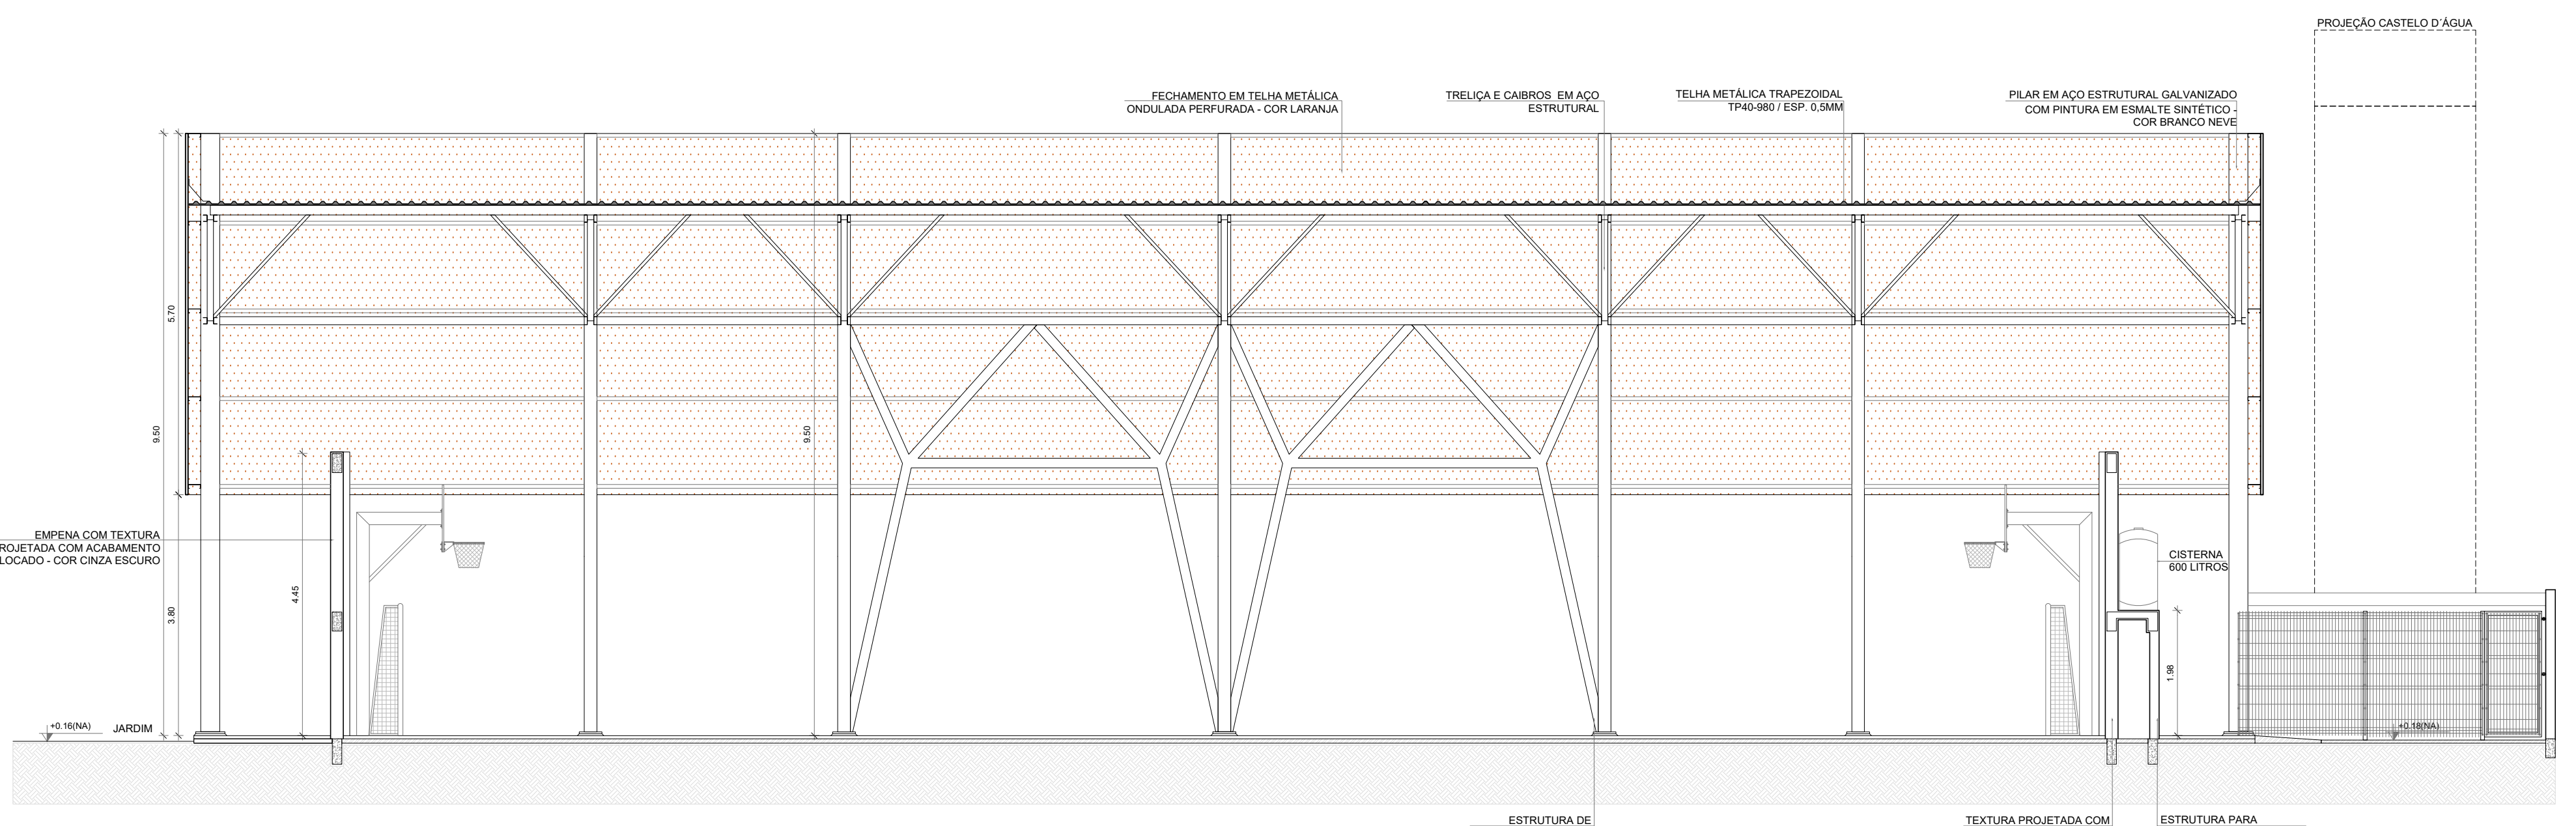 PROJEÇÃO CASTELO D´ÁGUA
FECHAMENTO EM TELHA METÁLICA
ONDULADA PERFURADA - COR LARANJA
TRELIÇA E CAIBROS EM AÇO
ESTRUTURAL
TELHA METÁLICA TRAPEZOIDAL
TP40-980 / ESP. 0,5MM
PILAR EM AÇO ESTRUTURAL GALVANIZADO
COM PINTURA EM ESMALTE SINTÉTICO -
COR BRANCO NEVE
5.70
9.50
9.50
EMPENA COM TEXTURA
ROJETADA COM ACABAMENTO
LOCADO - COR CINZA ESCURO
CISTERNA
600 LITROS
4.45
3.80
1.98
+0.16(NA)
JARDIM
+0.18(NA)
ESTRUTURA DE
TEXTURA PROJETADA COM
ESTRUTURA PARA